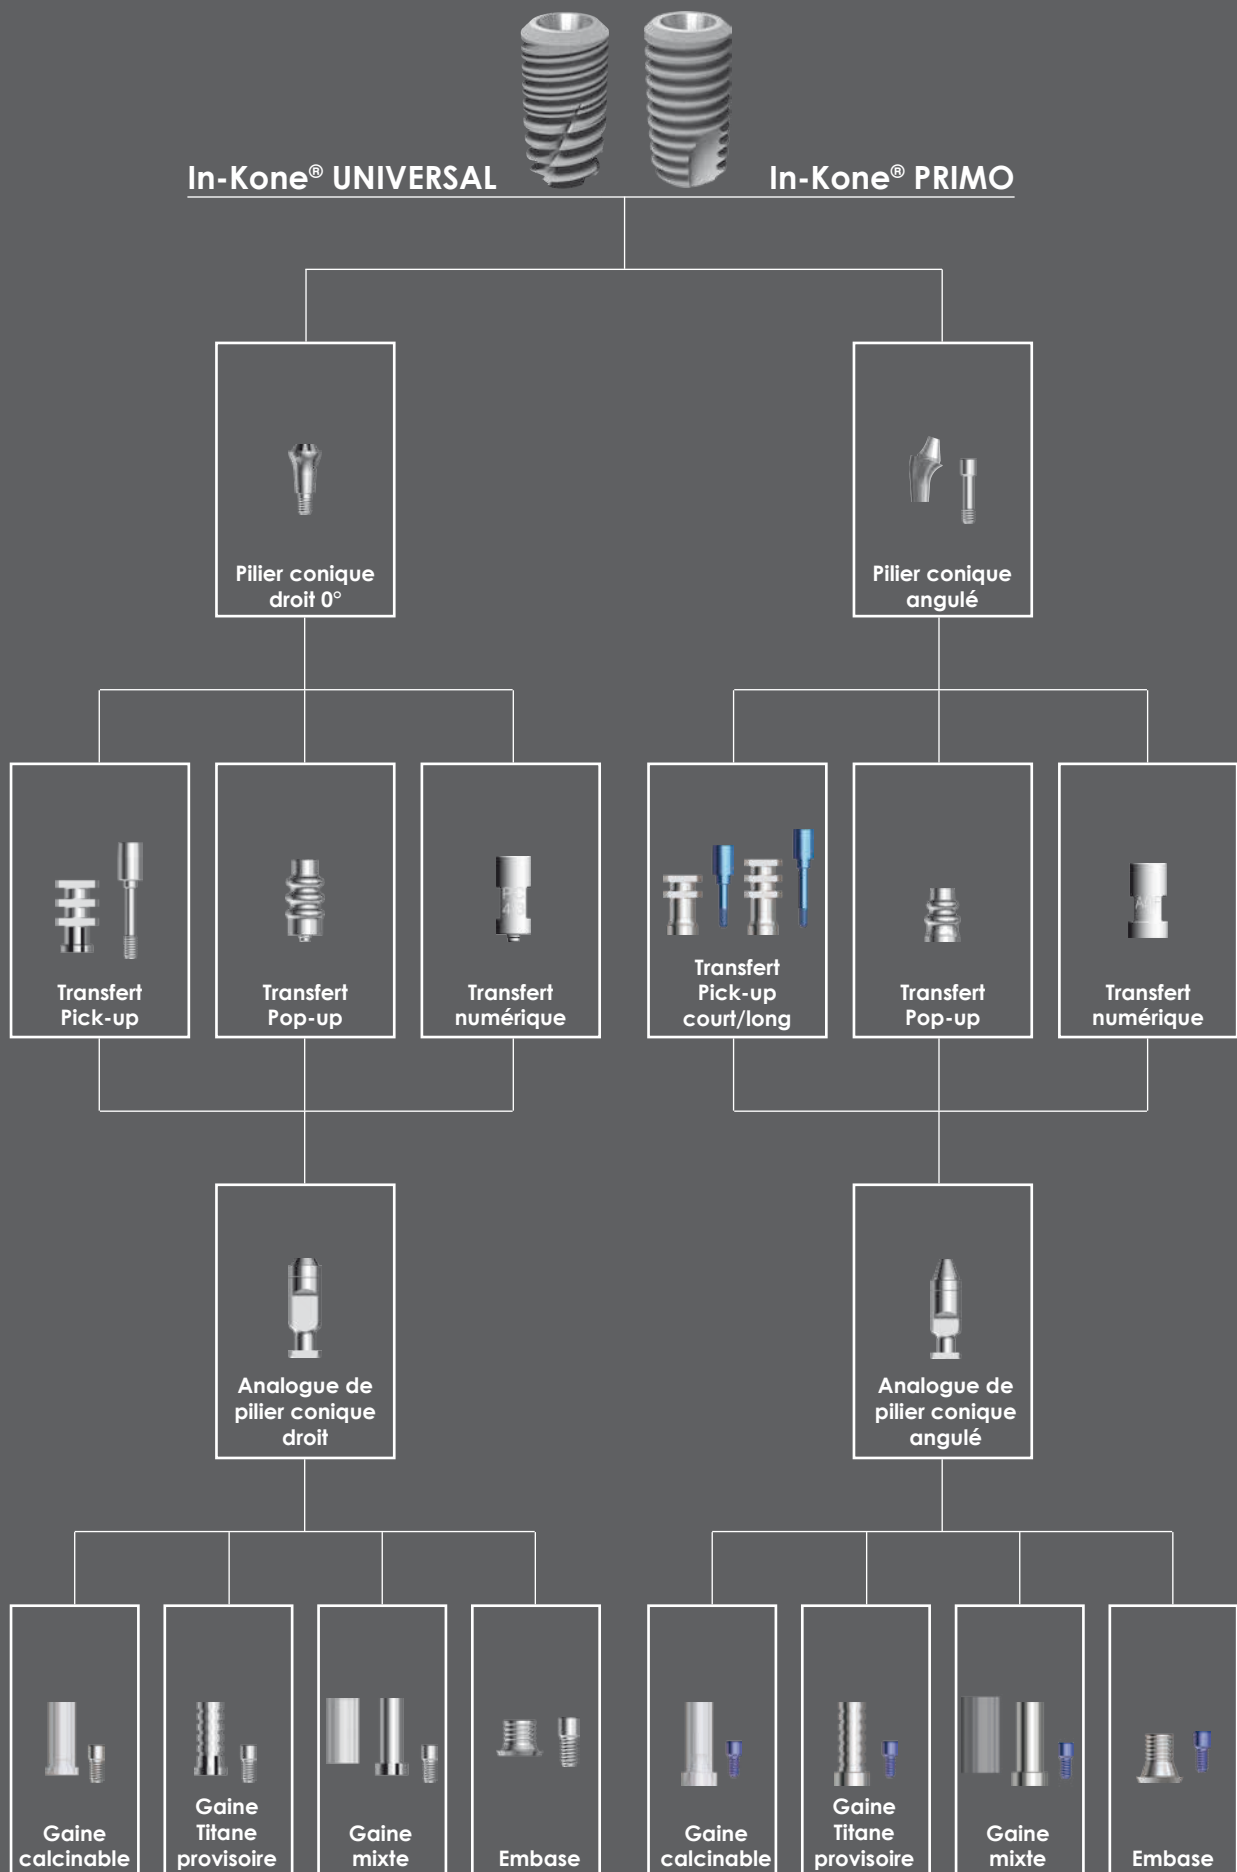 In-Kone® UNIVERSAL
In-Kone® PRIMO
Pilier conique
droit 0°
Pilier conique
angulé
Transfert
Pick-up
Transfert
Pop-up
PC
Transfert
numérique
Transfert
Pick-up
court/long
Transfert
Pop-up
Transfert
numérique
Analogue de
pilier conique
droit
Analogue de
pilier conique
angulé
Gaine
calcinable
Gaine
Titane
provisoire
Gaine
mixte
Embase
Gaine
calcinable
Gaine
Titane
provisoire
Gaine
mixte
Embase